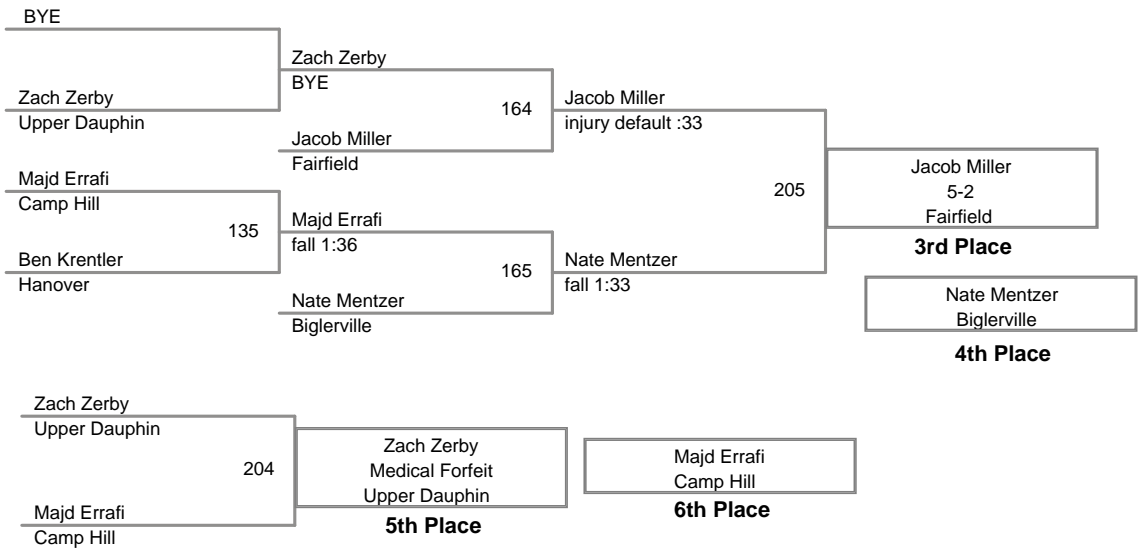 BYE
Zach Zerby
Upper Dauphin
Majd Errafi
Camp Hill
135
Ben Krentler
Hanover
Zach Zerby
BYE
164
Jacob Miller
Fairfield
Majd Errafi
fall 1:36
165
Nate Mentzer
Biglerville
Jacob Miller
injury default :33
205
Nate Mentzer
fall 1:33
Jacob Miller
5-2
Fairfield
3rd Place
Nate Mentzer
Biglerville
4th Place
Zach Zerby
Upper Dauphin
204
Majd Errafi
Camp Hill
Zach Zerby
Medical Forfeit
Upper Dauphin
5th Place
Majd Errafi
Camp Hill
6th Place